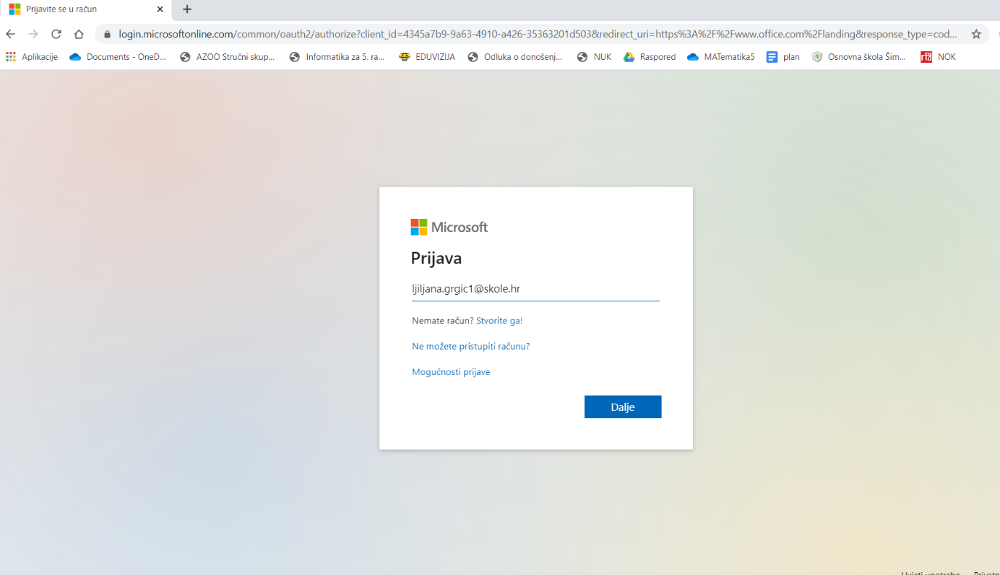 Prijavite se u račun
login.microsoftonline.com/common/oauth2/authorize?client_id=4345a7b9-9a63-4910-a426-35363201d503&redirect_uri=https%3A%2F%2Fwww.office.com%2Flanding&response_type=cod...
Aplikacije Documents - OneD... AZOO Stručni skup... Informatika za 5. ra... EDUVIZIJA Odluka o donošenj... NUK Raspored MATematika5 plan Osnovna škola Šim... NOK
Microsoft
Prijava
ljiljana.grgic1@skole.hr
Nemate račun? Stvorite ga!
Ne možete pristupiti računu?
Mogućnosti prijave
Dalje